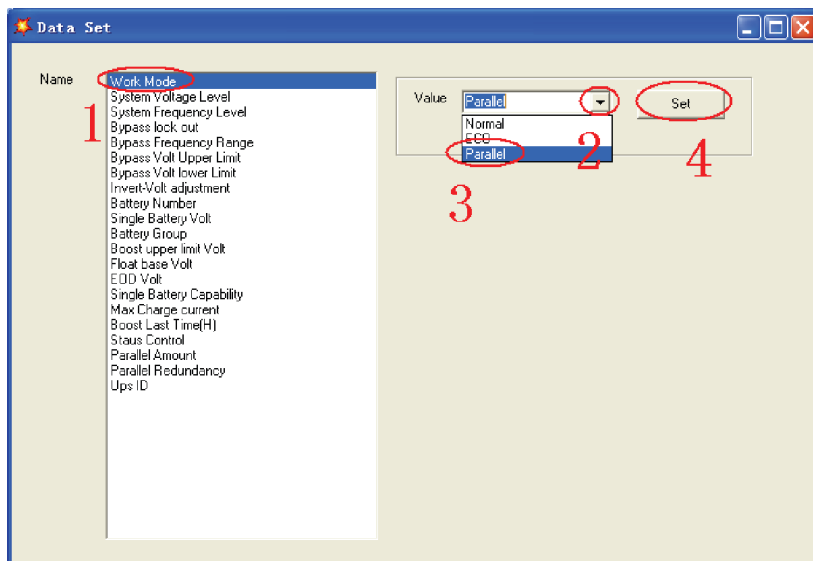 Data Set
Name
Work Mode
System Voltage Level
System Frequency Level
Bypass lock out
Bypass Frequency Range
Bypass Volt Upper Limit
Bypass Volt lower Limit
Invert-Volt adjustment
Battery Number
Single Battery Volt
Battery Group
Boost upper limit Volt
Float base Volt
EOD Volt
Single Battery Capability
Max Charge current
Boost Last Time(H)
Staus Control
Parallel Amount
Parallel Redundancy
Ups ID
1
Value
Parallel
Set
Normal
ECO
Parallel
2
3
4